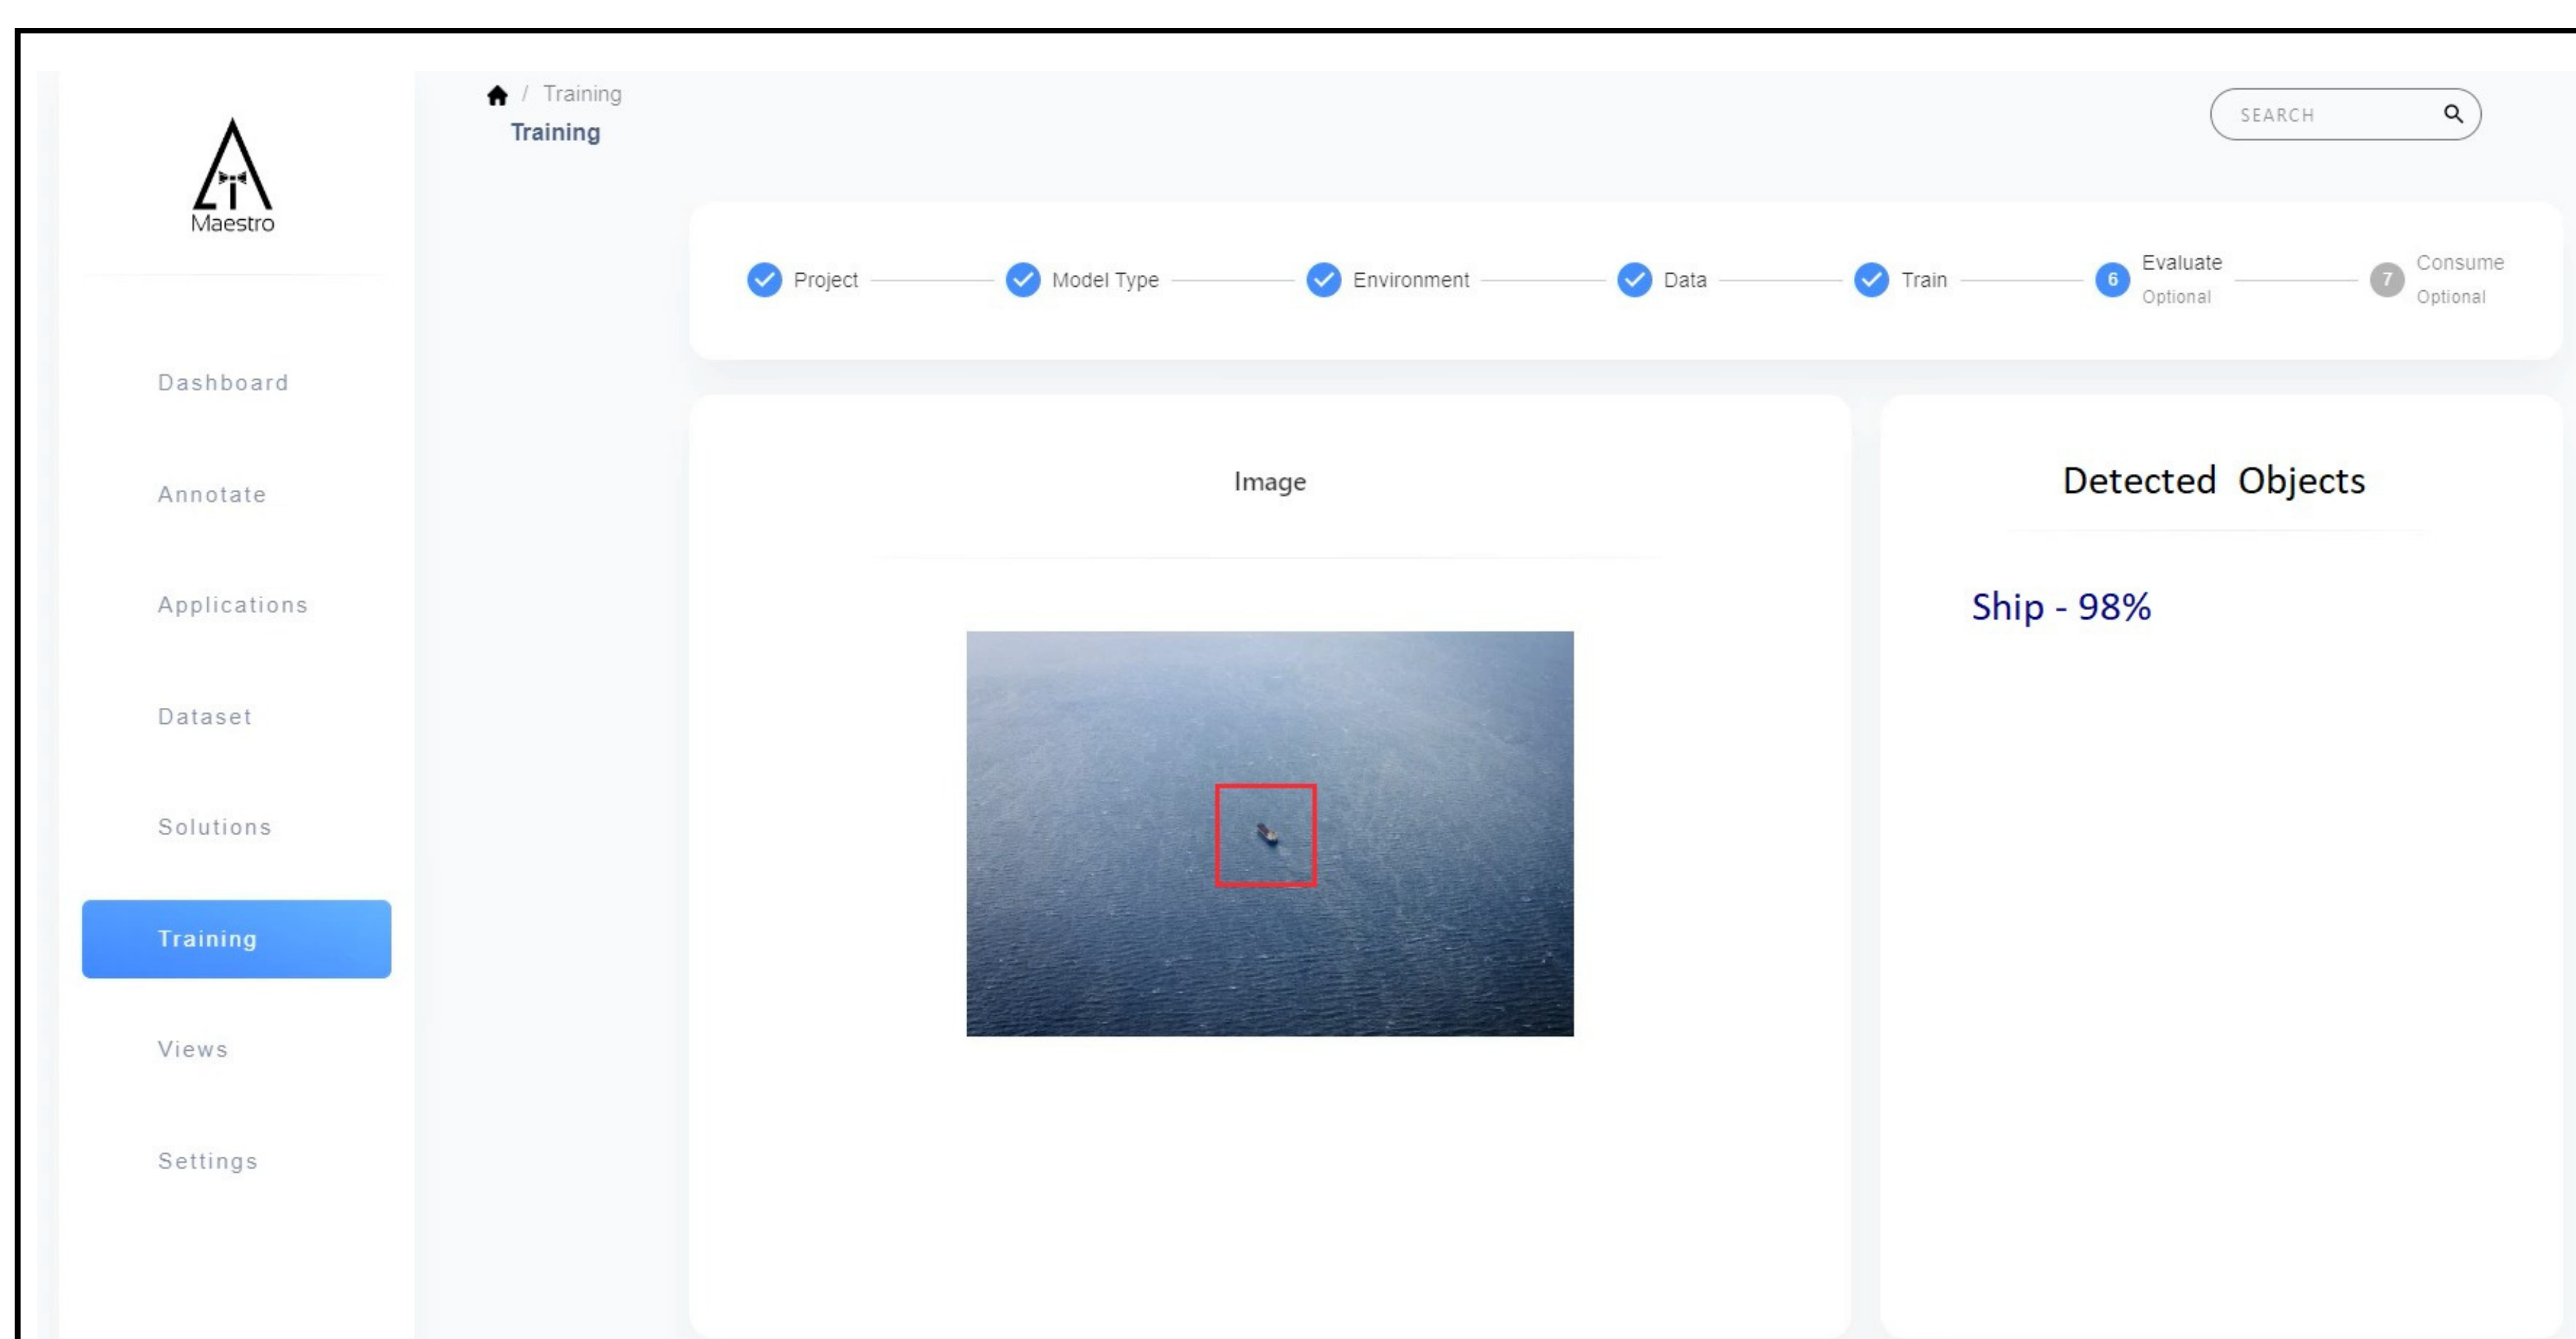 Maestro
Dashboard
Annotate
Applications
Dataset
Solutions
Training
Views
Settings
/ Training
Training
SEARCH
Project
Model Type
Environment
Data
Train
6 Evaluate
Optional
7 Consume
Optional
Image
Detected Objects
Ship - 98%